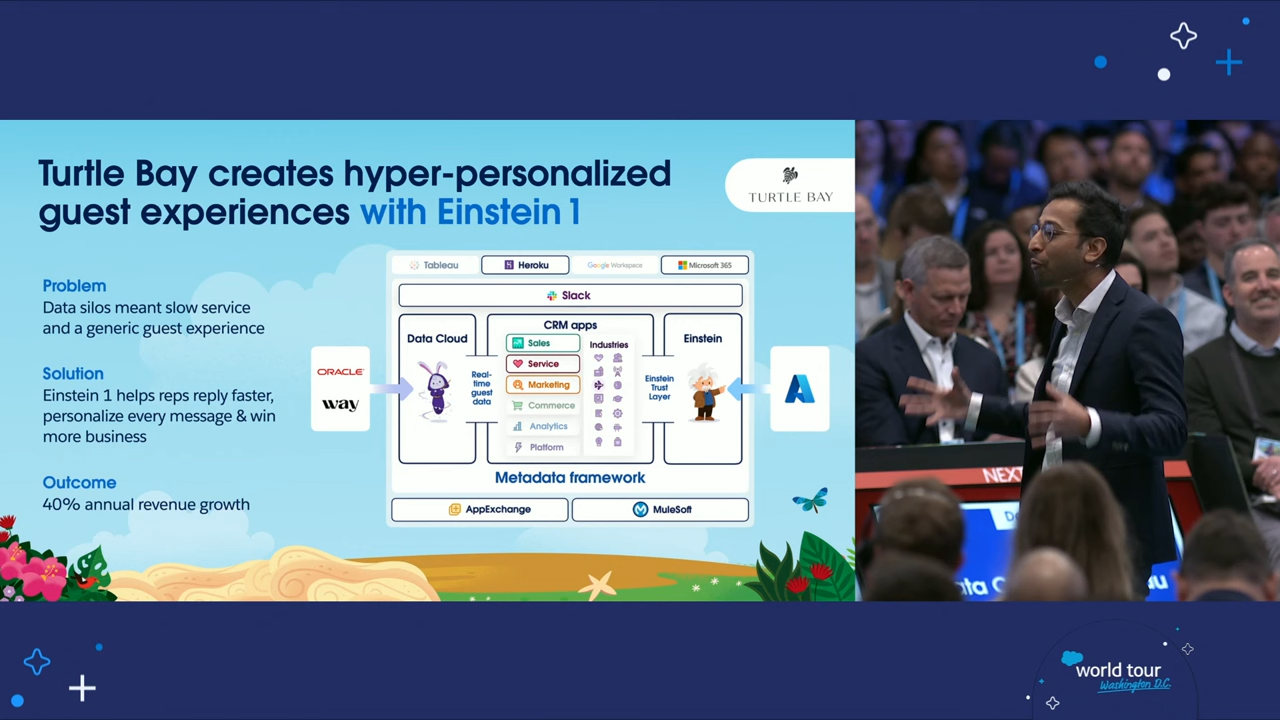 Turtle Bay creates hyper-personalized
guest experiences with Einstein 1
TURTLE BAY
Problem
Data silos meant slow service
and a generic guest experience
Solution
Einstein 1 helps reps reply faster,
personalize every message & win
more business
Outcome
40% annual revenue growth
ORACLE
way
Tableau
Heroku
Google Workspace
Microsoft 365
Slack
Data Cloud
Real-
time
guest
data
CRM apps
Sales
Service
Marketing
Commerce
Analytics
Platform
Industries
Einstein
Trust
Layer
Einstein
Metadata framework
AppExchange
MuleSoft
NEXT
world tour
Washington D.C.